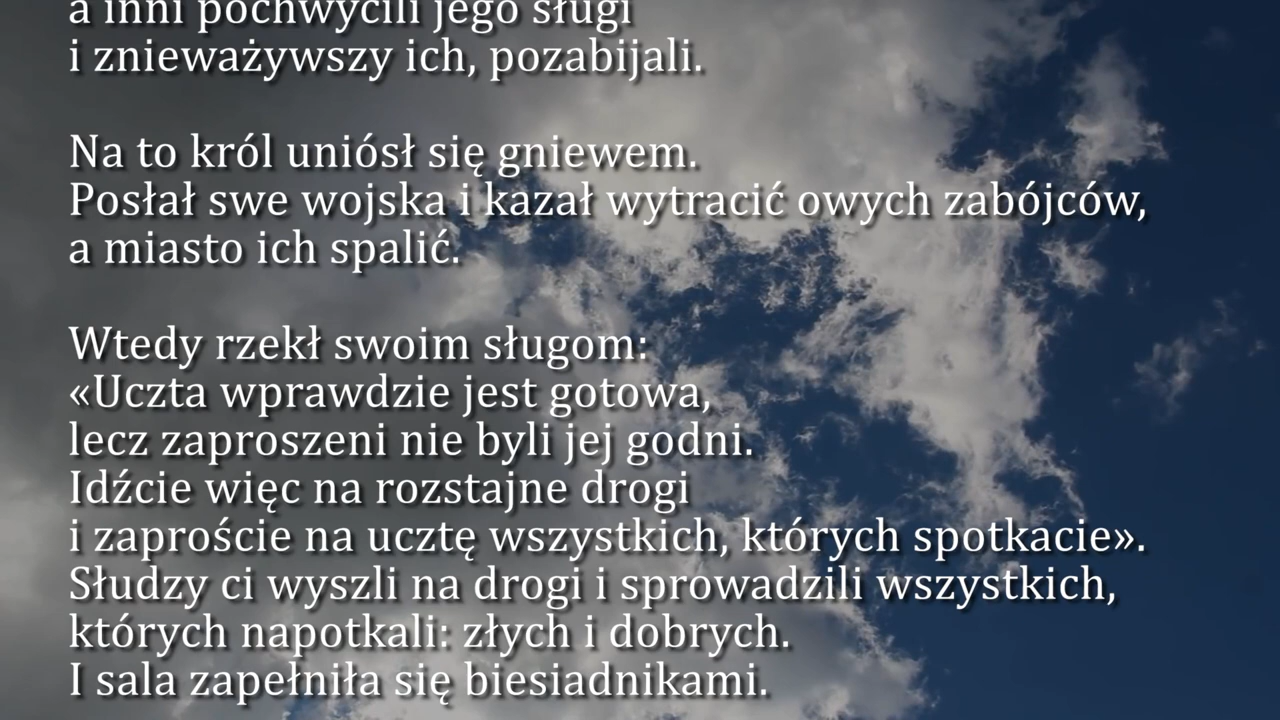 a inni pochwycili jego sługi
i znieważywszy ich, pozabijali.
Na to król uniósł się gniewem.
Posłał swe wojska i kazał wytracić owych zabójców,
a miasto ich spalić.
Wtedy rzekł swoim sługom:
«Uczta wprawdzie jest gotowa,
lecz zaproszeni nie byli jej godni.
Idźcie więc na rozstajne drogi
i zaproście na ucztę wszystkich, których spotkacie».
Słudzy ci wyszli na drogi i sprowadzili wszystkich,
których napotkali: złych i dobrych.
I sala zapełniła się biesiadnikami.